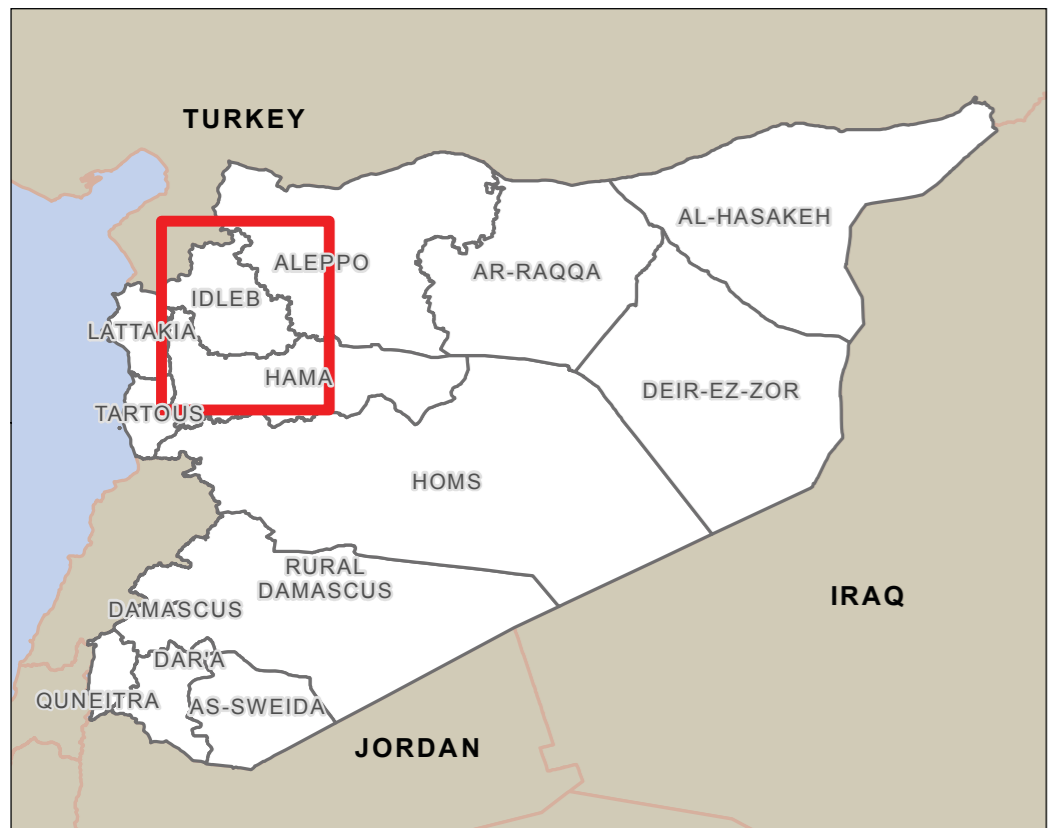 TURKEY
AL-HASAKEH
ALEPPO
AR-RAQQA
IDLEB
LATTAKIA
HAMA
DEIR-EZ-ZOR
TARTOUS
HOMS
RURAL
DAMASCUS
IRAQ
DAMASCUS
DAR'A
QUNEITRA
AS-SWEIDA
JORDAN